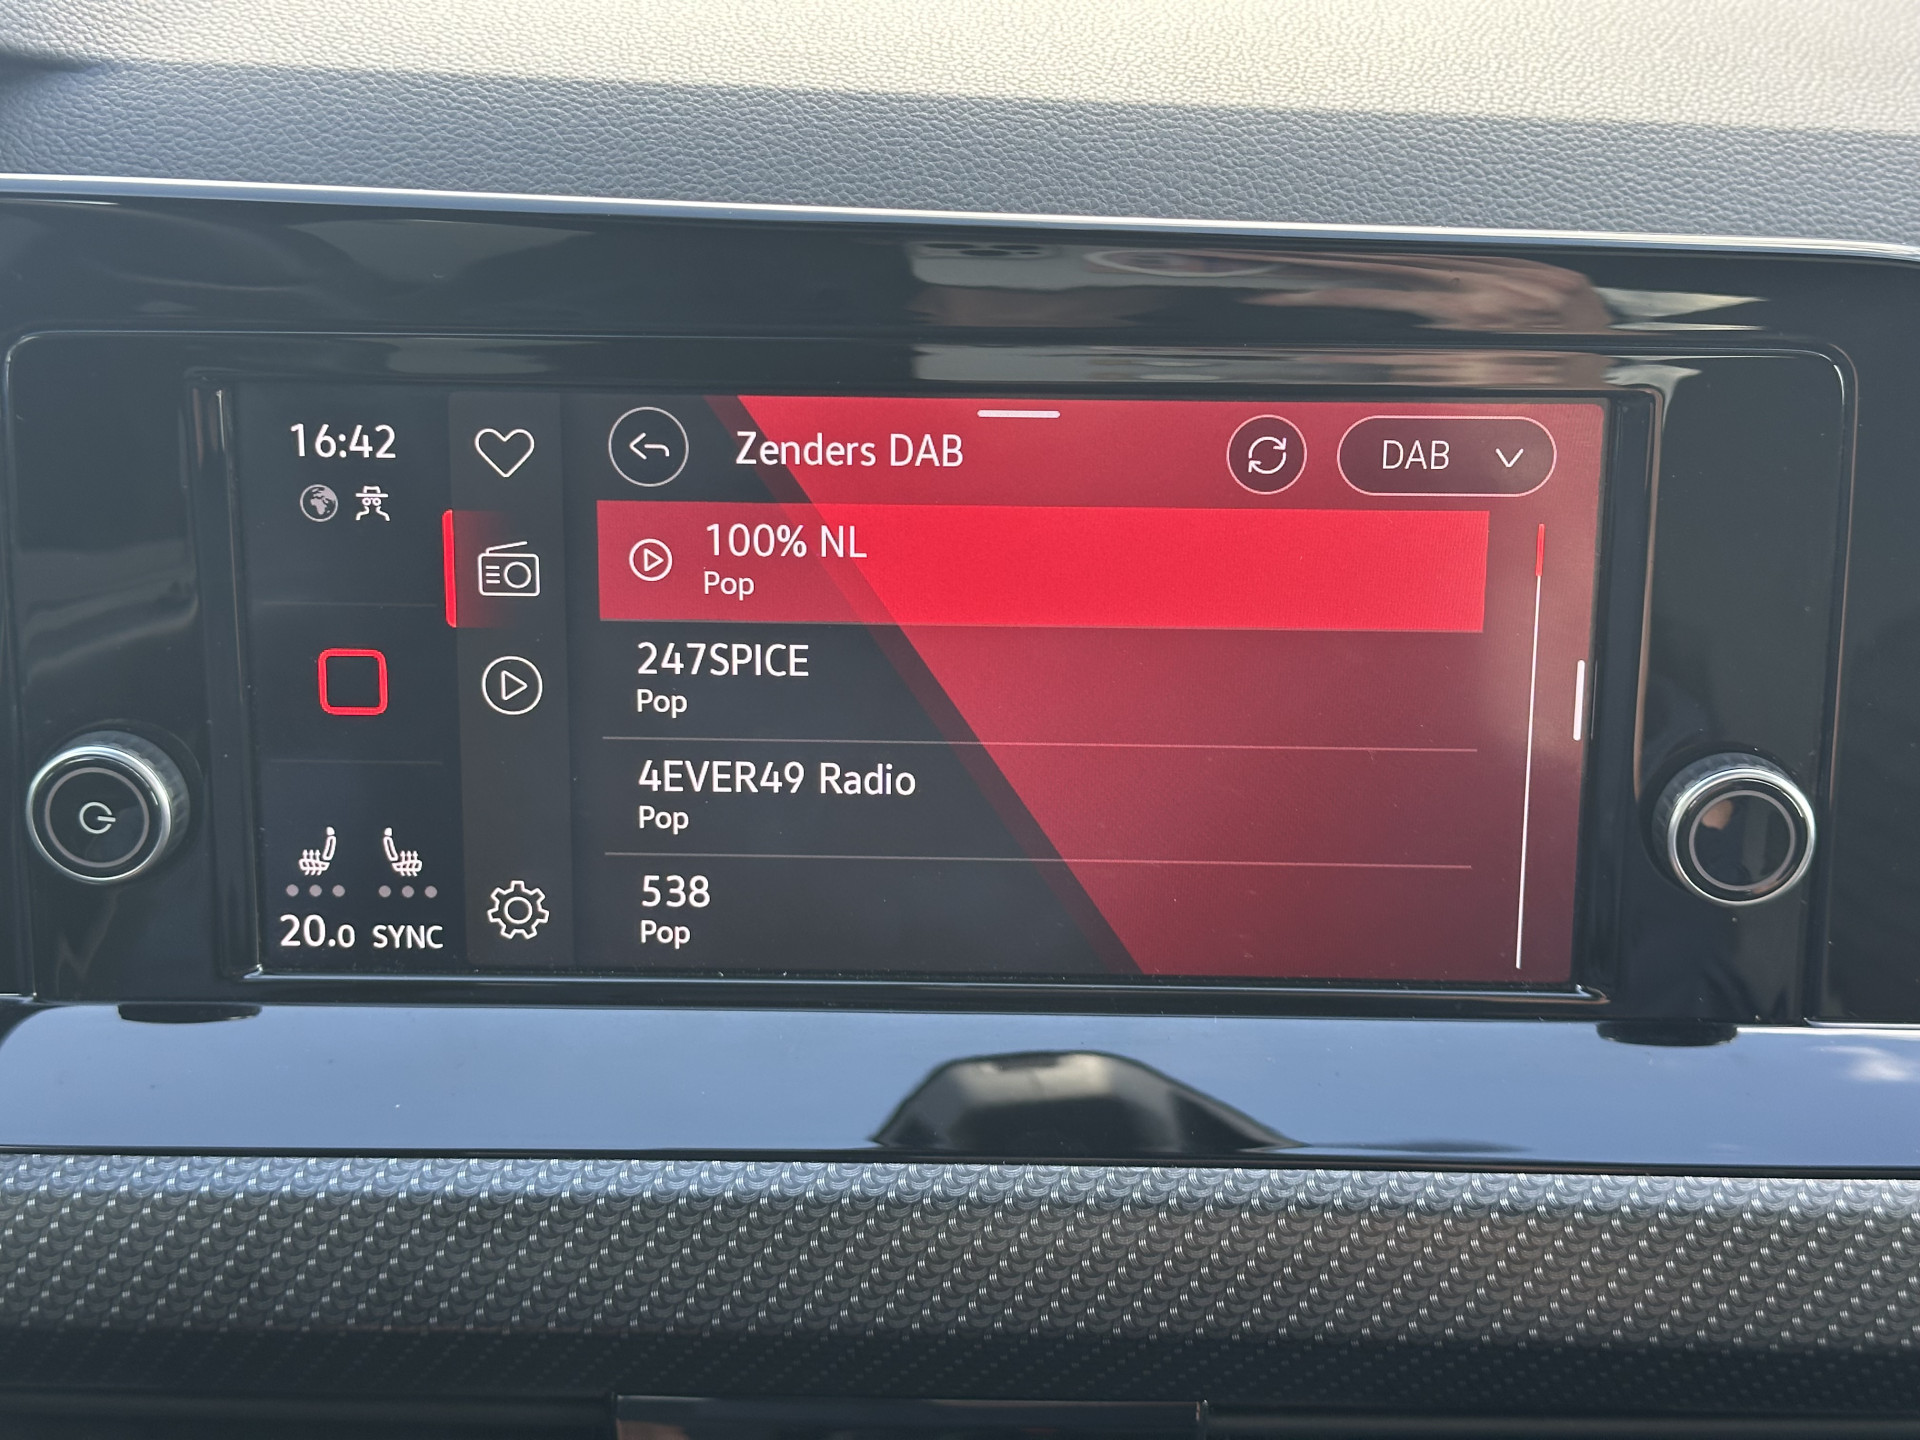 16:42
Zenders DAB
DAB
100% NL
Pop
247SPICE
Pop
4EVER49 Radio
Pop
538
Pop
20.0 SYNC